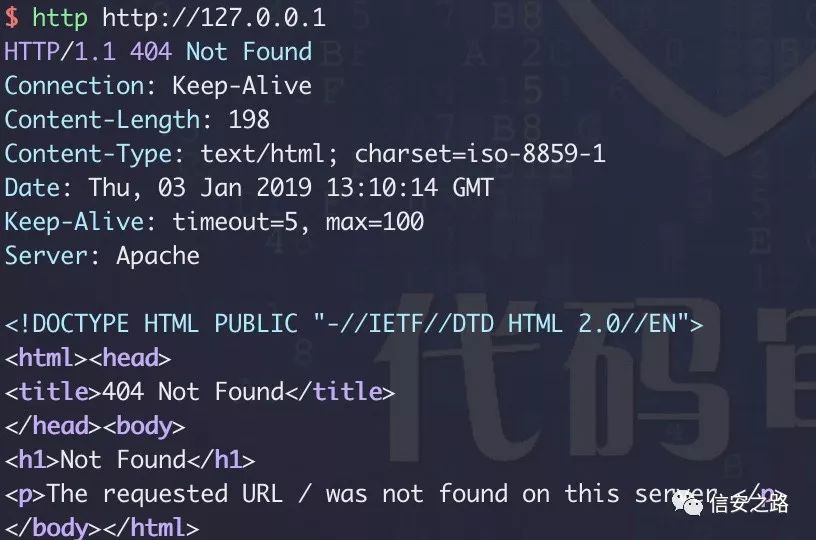 $ http http://127.0.0.1
HTTP/1.1 404 Not Found
Connection: Keep-Alive
Content-Length: 198
Content-Type: text/html; charset=iso-8859-1
Date: Thu, 03 Jan 2019 13:10:14 GMT
Keep-Alive: timeout=5, max=100
Server: Apache
<!DOCTYPE HTML PUBLIC "-//IETF//DTD HTML 2.0//EN">
<html><head>
<title>404 Not Found</title>
</head><body>
<h1>Not Found</h1>
<p>The requested URL / was not found on this server.</p>
</body></html>
代码
信安之路